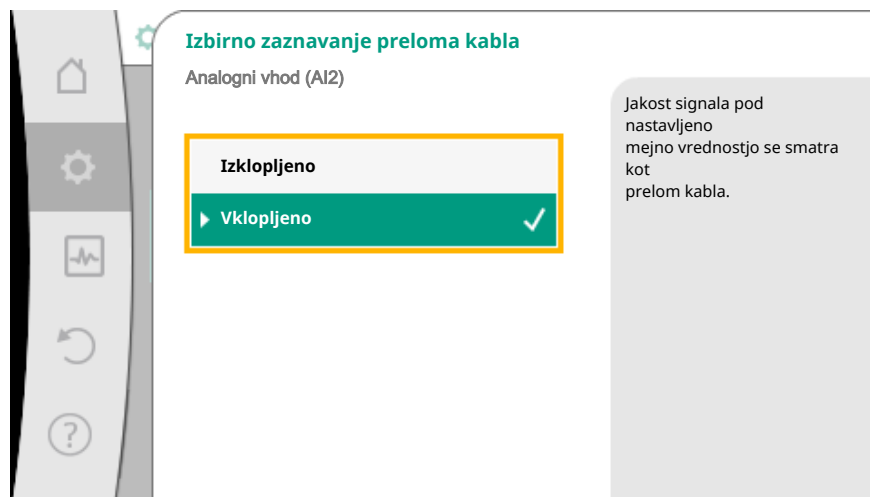 Izbirno zaznavanje preloma kabla
Analogni vhod (AI2)
Izklopljeno
Vklopljeno
Jakost signala pod
nastavljeno
mejno vrednostjo se smatra
kot
prelom kabla.
?